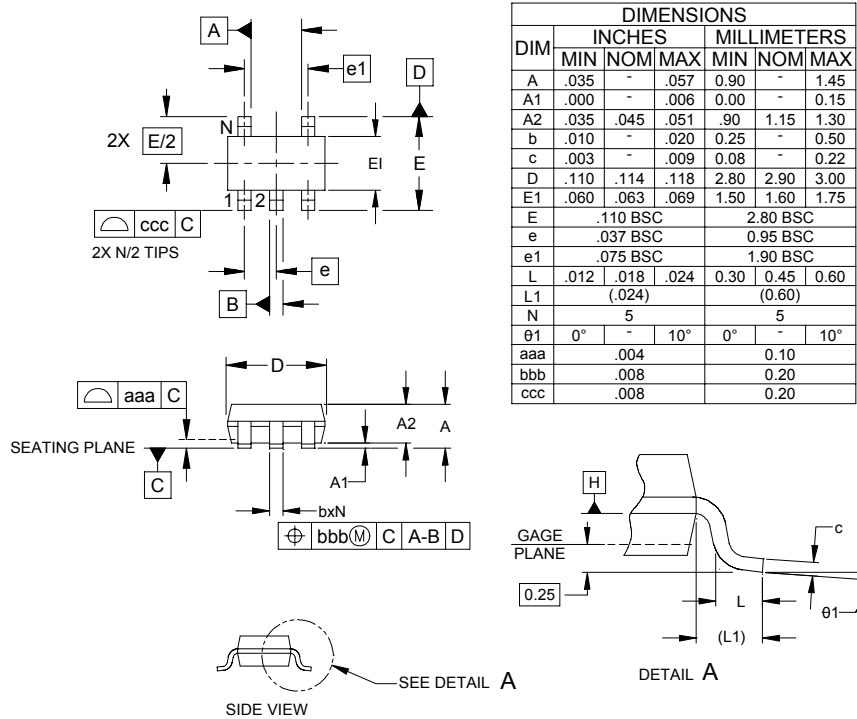 A
e1
D
N
2X E/2
EI
E
1 2
⌓ ccc C
2X N/2 TIPS
e
B
D
⌓ aaa C
A2 A
SEATING PLANE
C
A1
bxN
⌖ bbbⓂ C A-B D
SIDE VIEW
SEE DETAIL A
DIMENSIONS
DIM INCHES MILLIMETERS
MIN NOM MAX MIN NOM MAX
A .035 - .057 0.90 - 1.45
A1 .000 - .006 0.00 - 0.15
A2 .035 .045 .051 .90 1.15 1.30
b .010 - .020 0.25 - 0.50
c .003 - .009 0.08 - 0.22
D .110 .114 .118 2.80 2.90 3.00
E1 .060 .063 .069 1.50 1.60 1.75
E .110 BSC 2.80 BSC
e .037 BSC 0.95 BSC
e1 .075 BSC 1.90 BSC
L .012 .018 .024 0.30 0.45 0.60
L1 (.024) (0.60)
N 5 5
θ1 0° - 10° 0° - 10°
aaa .004 0.10
bbb .008 0.20
ccc .008 0.20
H
c
GAGE
PLANE
0.25
L
θ1
(L1)
DETAIL A